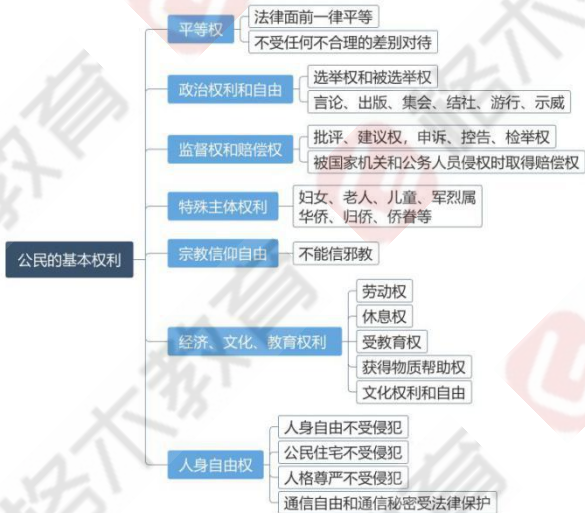 平等权
法律面前一律平等
不受任何不合理的差别对待
政治权利和自由
选举权和被选举权
言论、出版、集会、结社、游行、示威
监督权和赔偿权
批评、建议权，申诉、控告、检举权
被国家机关和公务人员侵权时取得赔偿权
特殊主体权利
妇女、老人、儿童、军烈属
华侨、归侨、侨眷等
公民的基本权利
宗教信仰自由
不能信邪教
经济、文化、教育权利
劳动权
休息权
受教育权
获得物质帮助权
文化权利和自由
人身自由权
人身自由不受侵犯
公民住宅不受侵犯
人格尊严不受侵犯
通信自由和通信秘密受法律保护
格木教育